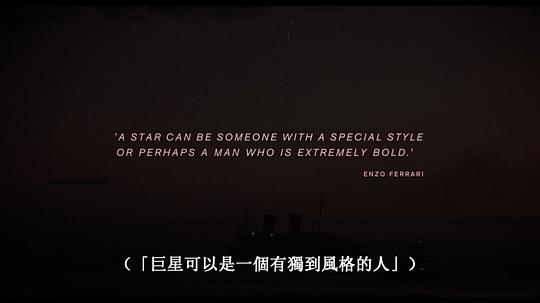 'A STAR CAN BE SOMEONE WITH A SPECIAL STYLE
OR PERHAPS A MAN WHO IS EXTREMELY BOLD.'
ENZO FERRARI
(「巨星可以是一個有獨到風格的人」)